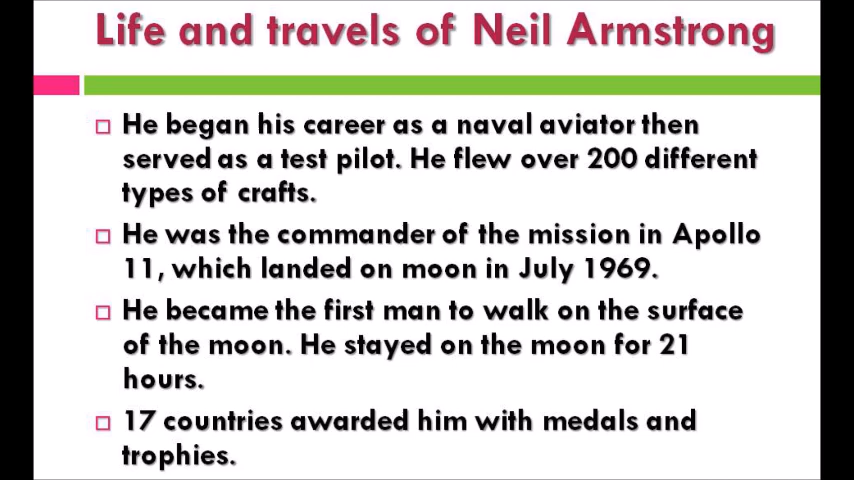 Life and travels of Neil Armstrong
He began his career as a naval aviator then
served as a test pilot. He flew over 200 different
types of crafts.
He was the commander of the mission in Apollo
11, which landed on moon in July 1969.
He became the first man to walk on the surface
of the moon. He stayed on the moon for 21
hours.
17 countries awarded him with medals and
trophies.